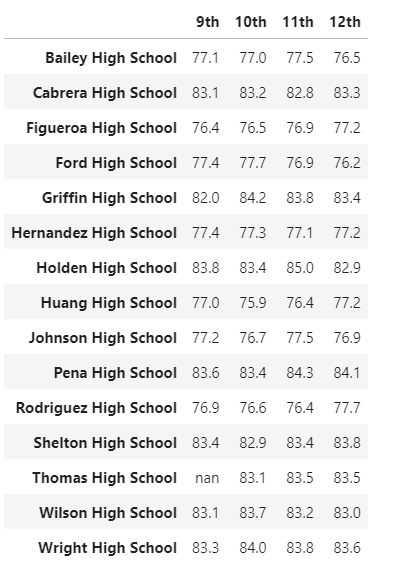 9th 10th 11th 12th
Bailey High School 77.1 77.0 77.5 76.5
Cabrera High School 83.1 83.2 82.8 83.3
Figueroa High School 76.4 76.5 76.9 77.2
Ford High School 77.4 77.7 76.9 76.2
Griffin High School 82.0 84.2 83.8 83.4
Hernandez High School 77.4 77.3 77.1 77.2
Holden High School 83.8 83.4 85.0 82.9
Huang High School 77.0 75.9 76.4 77.2
Johnson High School 77.2 76.7 77.5 76.9
Pena High School 83.6 83.4 84.3 84.1
Rodriguez High School 76.9 76.6 76.4 77.7
Shelton High School 83.4 82.9 83.4 83.8
Thomas High School nan 83.1 83.5 83.5
Wilson High School 83.1 83.7 83.2 83.0
Wright High School 83.3 84.0 83.8 83.6